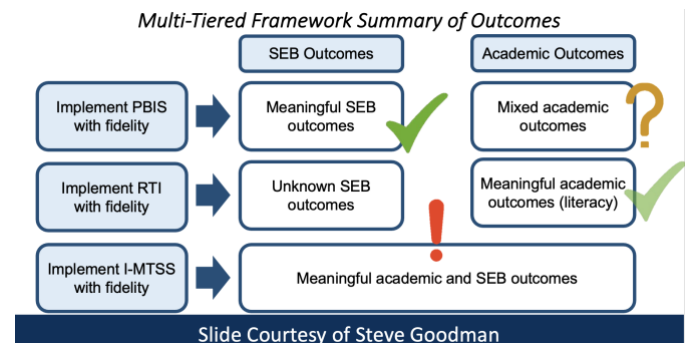 Multi-Tiered Framework Summary of Outcomes
SEB Outcomes
Academic Outcomes
Implement PBIS
with fidelity
Meaningful SEB
outcomes
Mixed academic
outcomes
?
Implement RTI
with fidelity
Unknown SEB
outcomes
Meaningful academic
outcomes (literacy)
!
Implement I-MTSS
with fidelity
Meaningful academic and SEB outcomes
Slide Courtesy of Steve Goodman